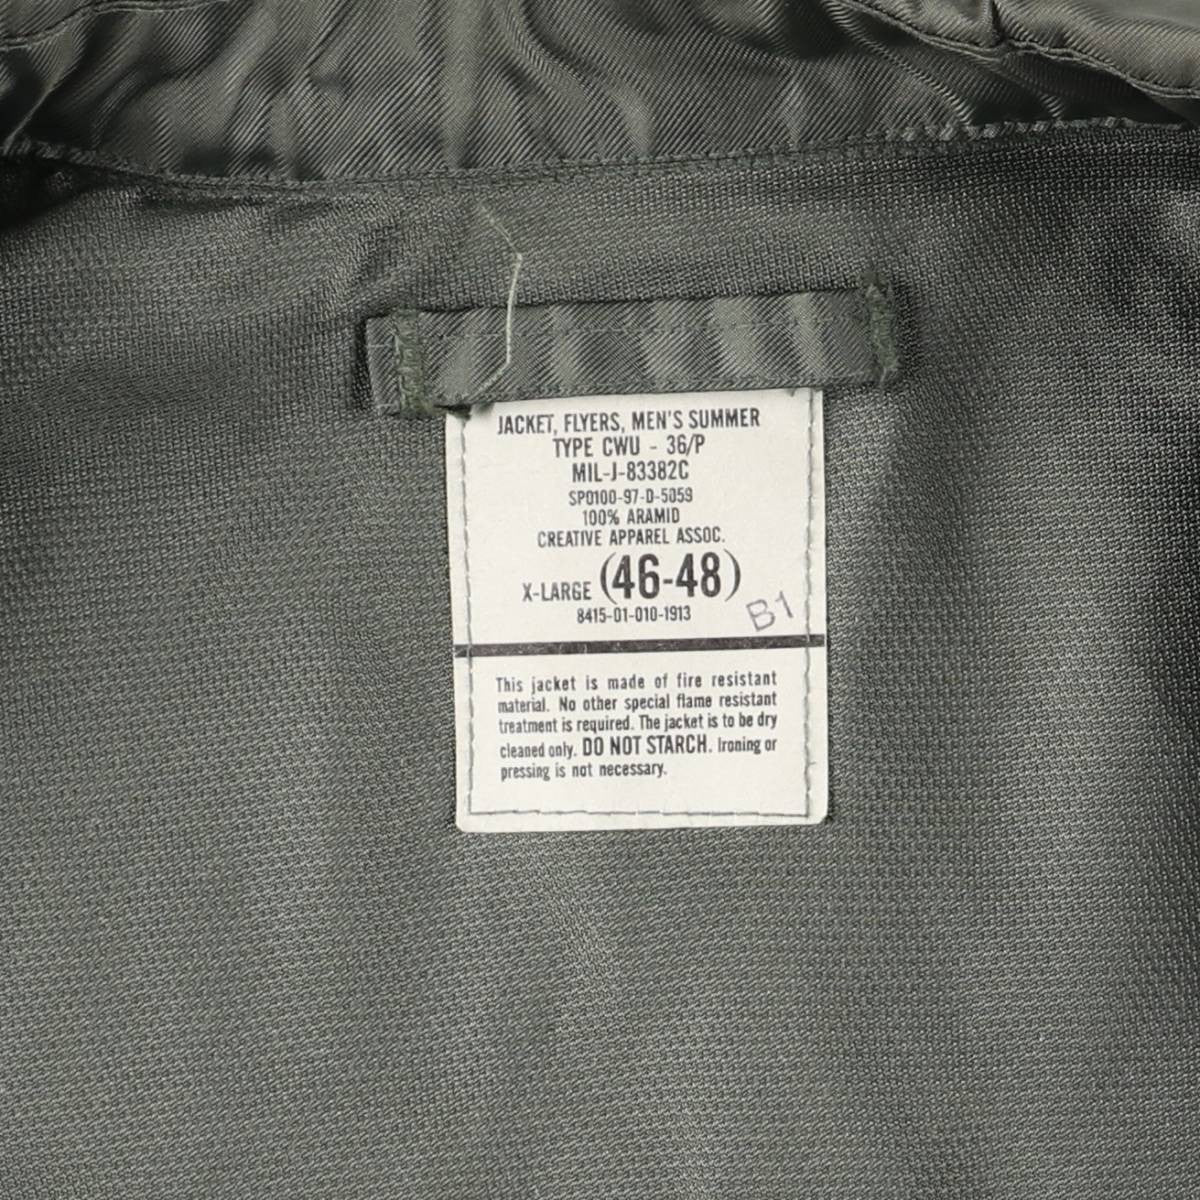 JACKET, FLYERS, MEN'S SUMMER
TYPE CWU - 36/P
MIL-J-83382C
SP0100-97-D-5059
100% ARAMID
CREATIVE APPAREL ASSOC.
X-LARGE (46-48)
8415-01-010-1913
B1
This jacket is made of fire resistant
material. No other special flame resistant
treatment is required. The jacket is to be dry
cleaned only. DO NOT STARCH. Ironing or
pressing is not necessary.